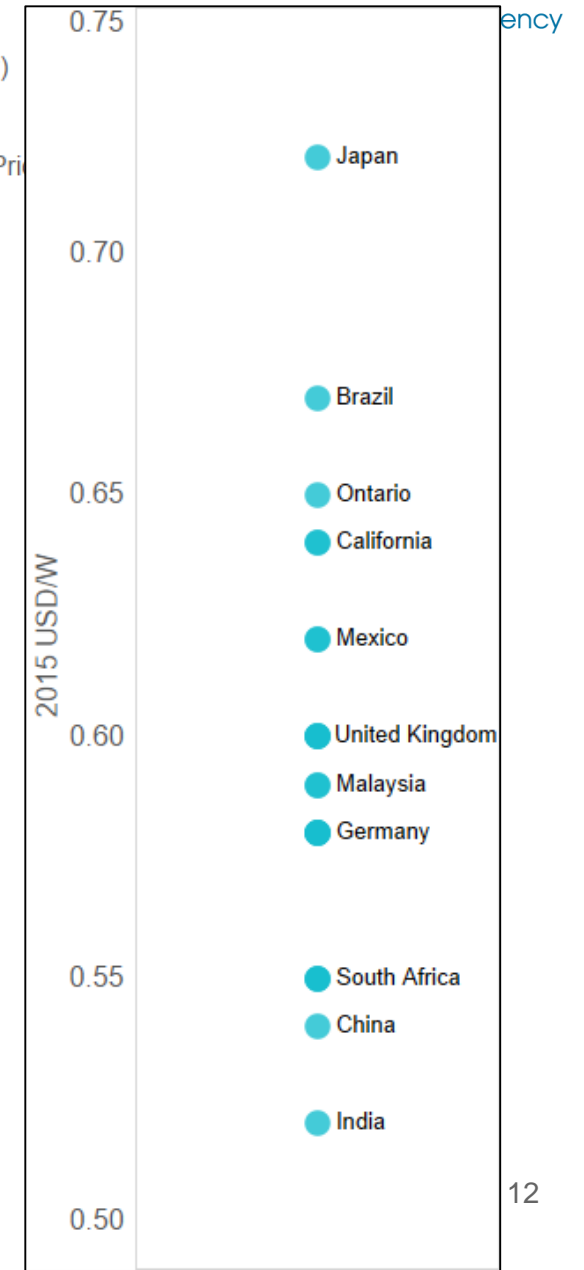 0.75
ency
)
Pri
Japan
0.70
Brazil
0.65
Ontario
California
2015 USD/W
Mexico
0.60
United Kingdom
Malaysia
Germany
0.55
South Africa
China
India
12
0.50